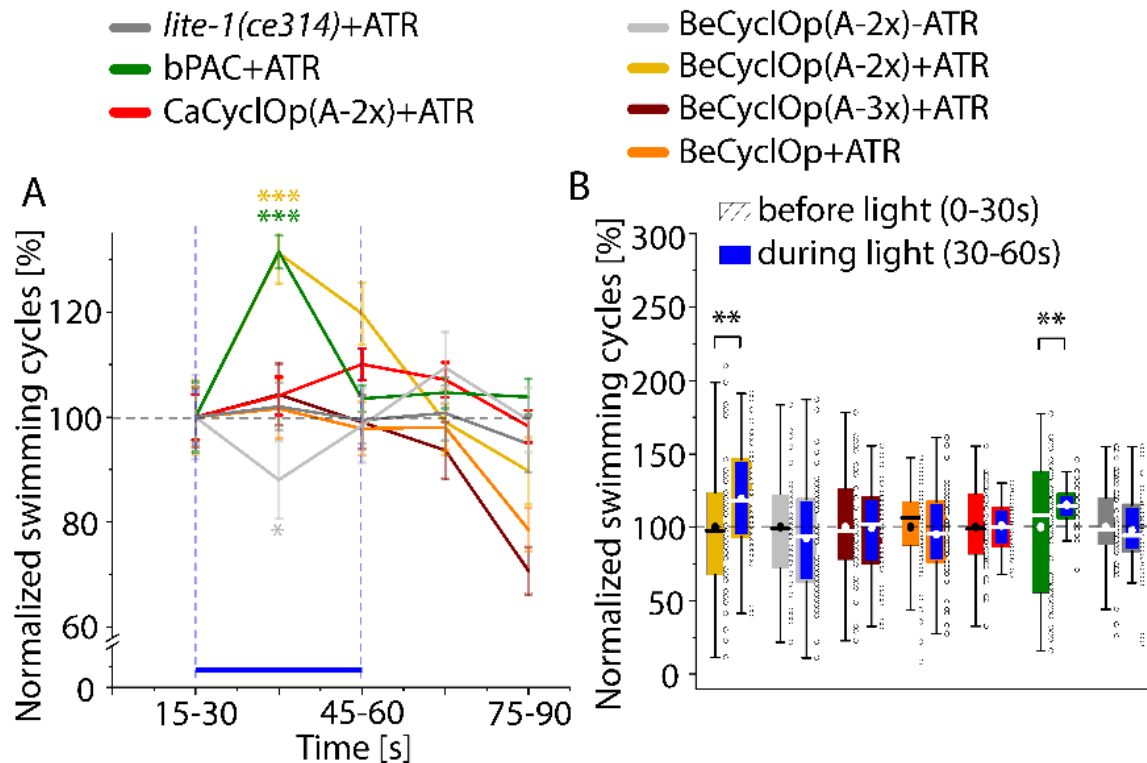 lite-1(ce314)+ATR
bPAC+ATR
CaCyclOp(A-2x)+ATR
BeCyclOp(A-2x)-ATR
BeCyclOp(A-2x)+ATR
BeCyclOp(A-3x)+ATR
BeCyclOp+ATR
A
***
***
Normalized swimming cycles [%]
120
100
80
60
0
*
15-30
45-60
75-90
Time [s]
B
before light (0-30s)
during light (30-60s)
Normalized swimming cycles [%]
300
250
200
150
100
50
0
**
**